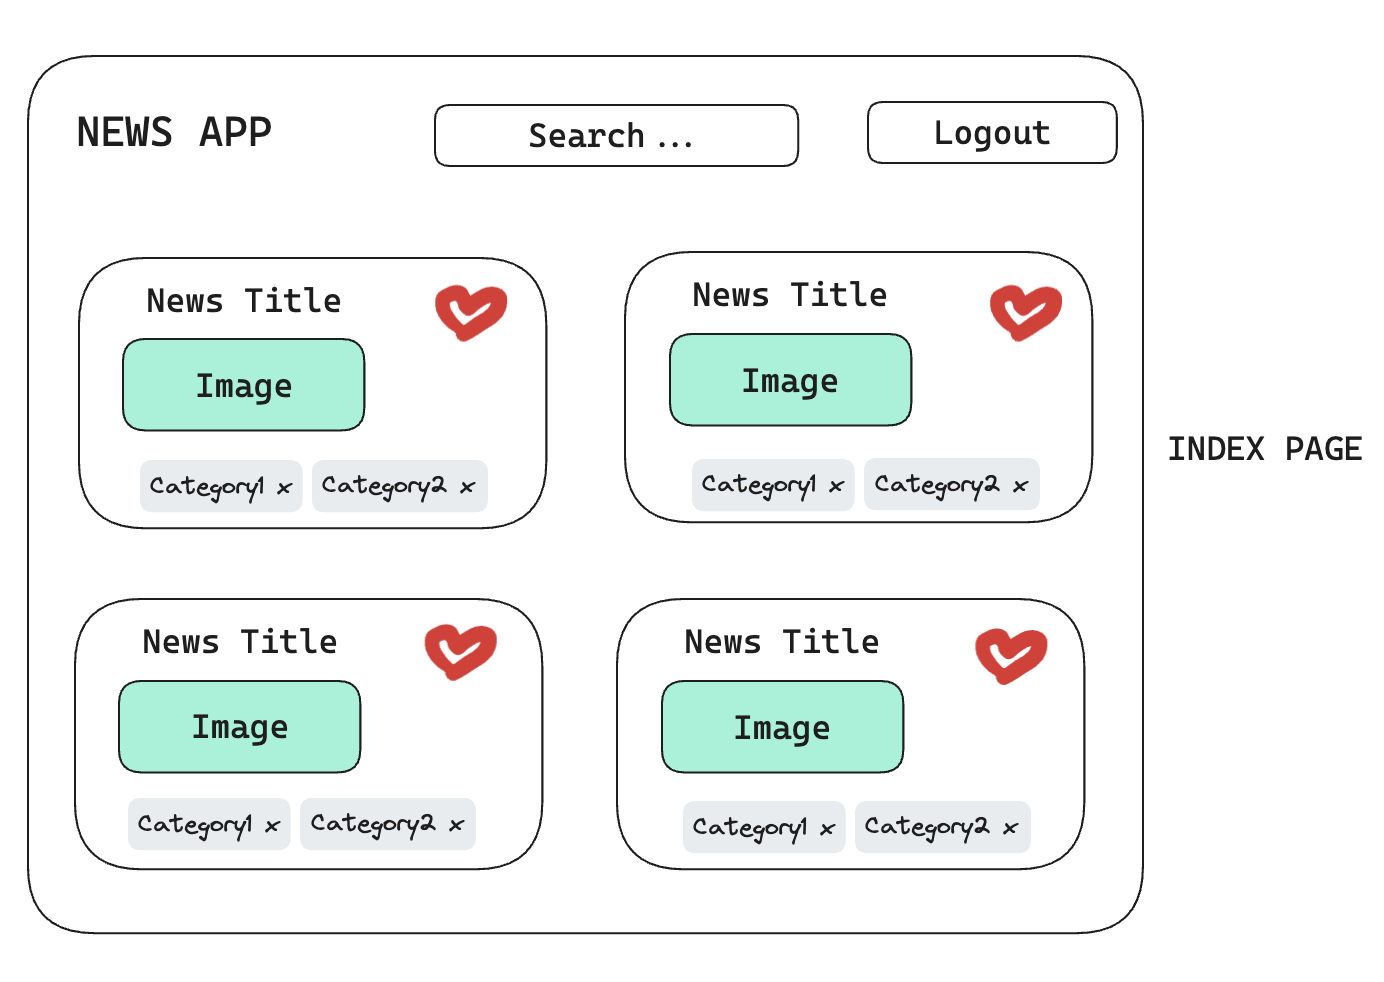 NEWS APP
Search ...
Logout
News Title
Image
Category1 x
Category2 x
News Title
Image
Category1 x
Category2 x
INDEX PAGE
News Title
Image
Category1 x
Category2 x
News Title
Image
Category1 x
Category2 x